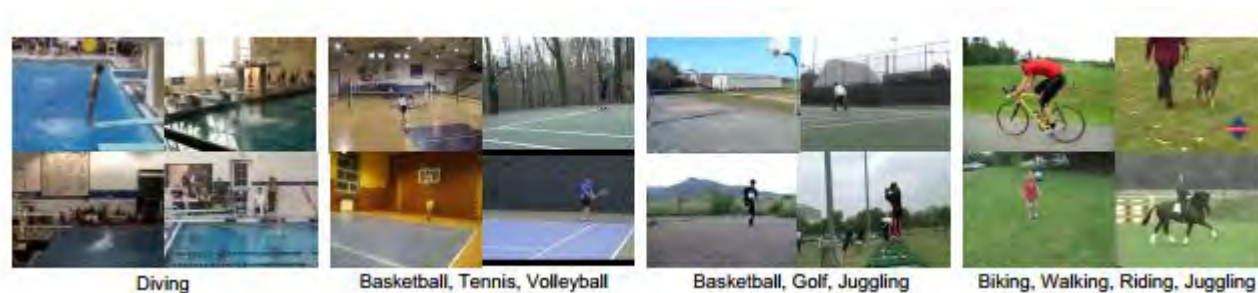 Diving
Basketball, Tennis, Volleyball
Basketball, Golf, Juggling
Biking, Walking, Riding, Juggling